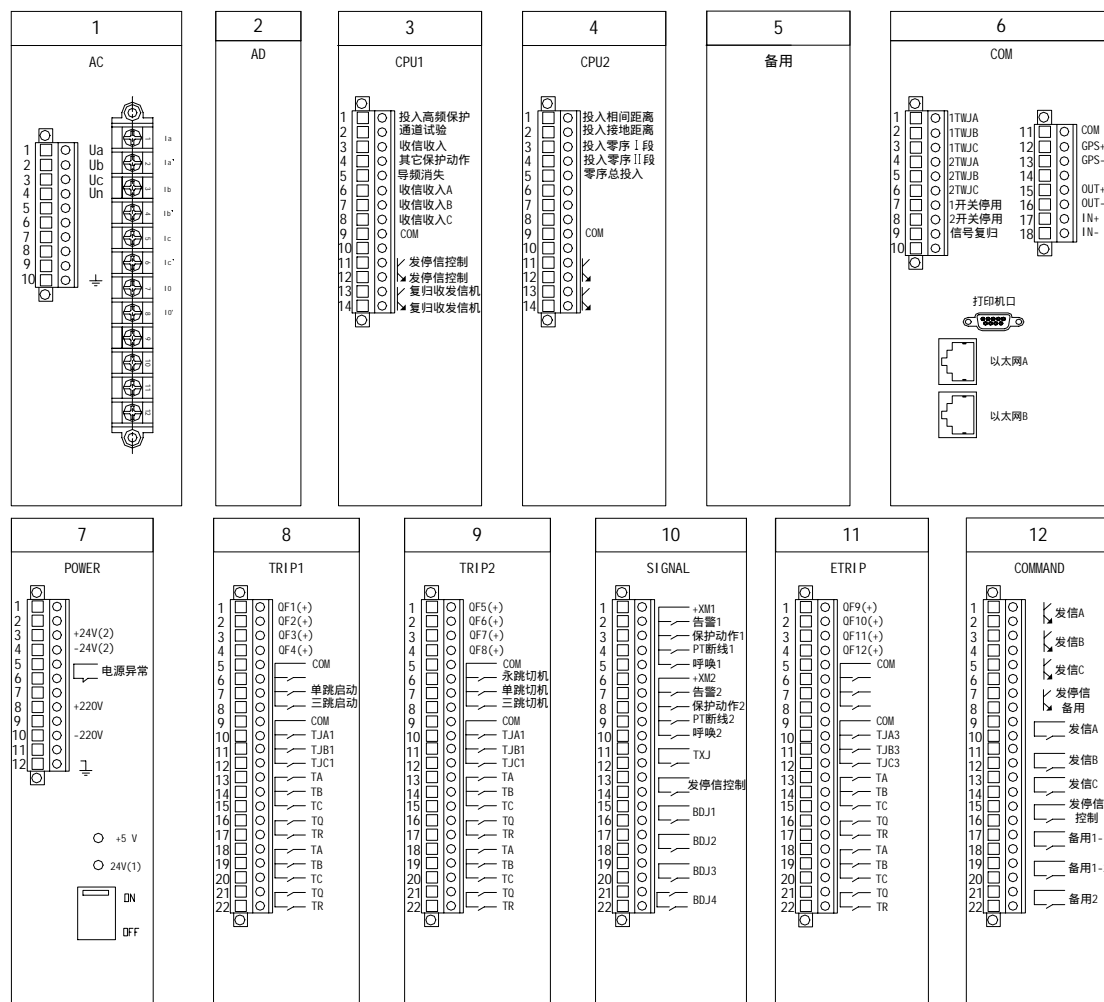 1
AC
1 Ua
2 Ub
3 Uc
4 Un
5
6
7
8
9
10
1 Ia
2 Ia'
3 Ib
4 Ib'
5 Ic
6 Ic'
7 I0
8 I0'
9
10
11
12
2
AD
3
CPU1
1 投入高频保护
2 通道试验
3 收信收入
4 其它保护动作
5 导频消失
6 收信收入A
7 收信收入B
8 收信收入C
9 COM
10
11 发停信控制
12 发停信控制
13 复归收发信机
14 复归收发信机
4
CPU2
1 投入相间距离
2 投入接地距离
3 投入零序Ⅰ段
4 投入零序Ⅱ段
5 零序总投入
6
7
8
9 COM
10
11
12
13
14
5
备用
6
COM
1 1TWJA
2 1TWJB
3 1TWJC
4 2TWJA
5 2TWJB
6 2TWJC
7 1开关停用
8 2开关停用
9 信号复归
10
11 COM
12 GPS+
13 GPS-
14
15 OUT+
16 OUT-
17 IN+
18 IN-
打印机口
以太网A
以太网B
7
POWER
1
2
3 +24V(2)
4 -24V(2)
5
6 电源异常
7
8 +220V
9
10 -220V
11
12
+5 V
24V(1)
ON
OFF
8
TRIP1
1 QF1(+)
2 QF2(+)
3 QF3(+)
4 QF4(+)
5 COM
6
7 单跳启动
8 三跳启动
9 COM
10 TJA1
11 TJB1
12 TJC1
13 TA
14 TB
15 TC
16 TQ
17 TR
18 TA
19 TB
20 TC
21 TQ
22 TR
9
TRIP2
1 QF5(+)
2 QF6(+)
3 QF7(+)
4 QF8(+)
5 COM
6 永跳切机
7 单跳切机
8 三跳切机
9 COM
10 TJA1
11 TJB1
12 TJC1
13 TA
14 TB
15 TC
16 TQ
17 TR
18 TA
19 TB
20 TC
21 TQ
22 TR
10
SIGNAL
1 +XM1
2 告警1
3 保护动作1
4 PT断线1
5 呼唤1
6 +XM2
7 告警2
8 保护动作2
9 PT断线2
10 呼唤2
11 TXJ
12
13 发停信控制
14
15 BDJ1
16
17 BDJ2
18
19 BDJ3
20
21 BDJ4
22
11
ETRIP
1 QF9(+)
2 QF10(+)
3 QF11(+)
4 QF12(+)
5 COM
6
7
8
9 COM
10 TJA3
11 TJB3
12 TJC3
13 TA
14 TB
15 TC
16 TQ
17 TR
18 TA
19 TB
20 TC
21 TQ
22 TR
12
COMMAND
1 发信A
2
3 发信B
4
5 发信C
6
7 发停信
8 备用
9 发信A
10
11 发信B
12
13 发信C
14
15 发停信
16 控制
17 备用1-
18
19 备用1-
20
21 备用2
22